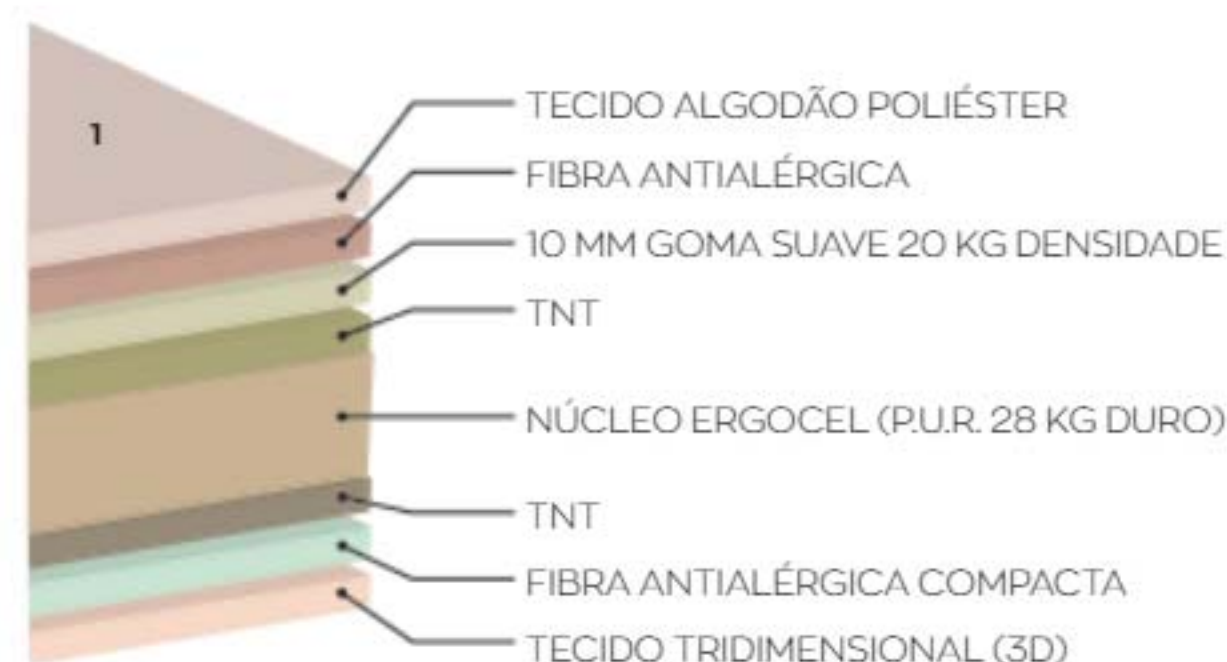 1
TECIDO ALGODÃO POLIÉSTER
FIBRA ANTIALÉRGICA
10 MM GOMA SUAVE 20 KG DENSIDADE
TNT
NÚCLEO ERGOCEL (P.U.R. 28 KG DURO)
TNT
FIBRA ANTIALÉRGICA COMPACTA
TECIDO TRIDIMENSIONAL (3D)